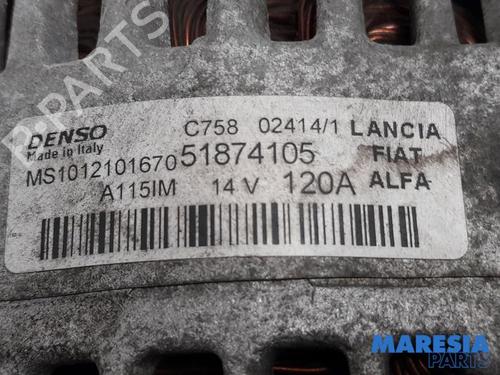 B-PARTS
DENSO C758 02414/1 LANCIA
Made in Italy
MS1012101670 51874105 FIAT
A115IM 14 V 120A ALFA
MARESIA
PARTS